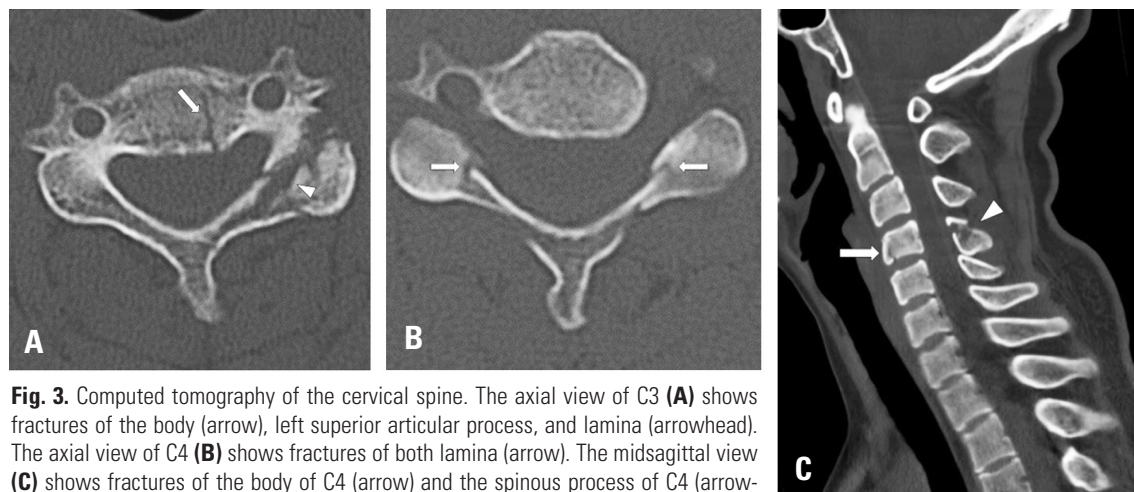 A
B
C
Fig. 3. Computed tomography of the cervical spine. The axial view of C3 (A) shows
fractures of the body (arrow), left superior articular process, and lamina (arrowhead).
The axial view of C4 (B) shows fractures of both lamina (arrow). The midsagittal view
(C) shows fractures of the body of C4 (arrow) and the spinous process of C4 (arrow-